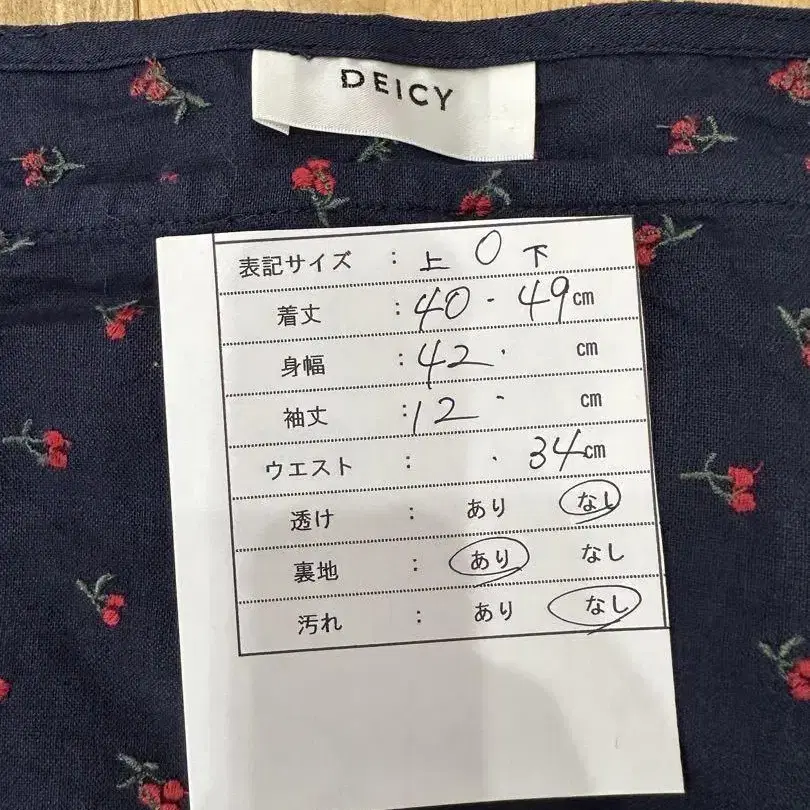 DEICY
表記サイズ : 上 0 下
着丈 : 40 · 49 cm
身幅 : 42 · cm
袖丈 : 12 · cm
ウエスト : · 34 cm
透け : あり なし
裏地 : あり なし
汚れ : あり なし